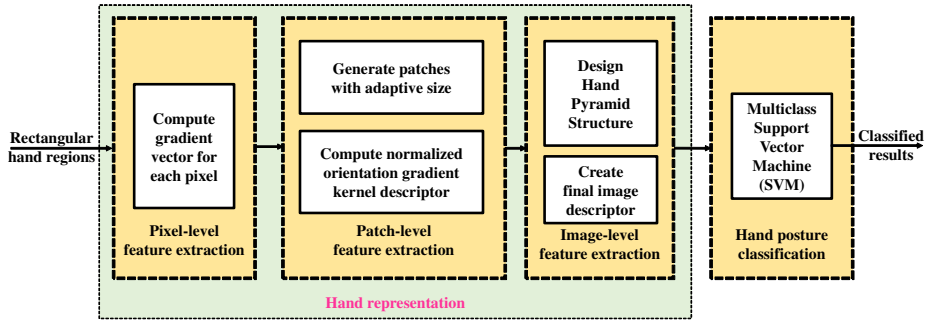 Rectangular
hand regions
Compute
gradient
vector for
each pixel
Pixel-level
feature extraction
Generate patches
with adaptive size
Compute normalized
orientation gradient
kernel descriptor
Patch-level
feature extraction
Design
Hand
Pyramid
Structure
Create
final image
descriptor
Image-level
feature extraction
Hand representation
Multiclass
Support
Vector
Machine
(SVM)
Hand posture
classification
Classified
results